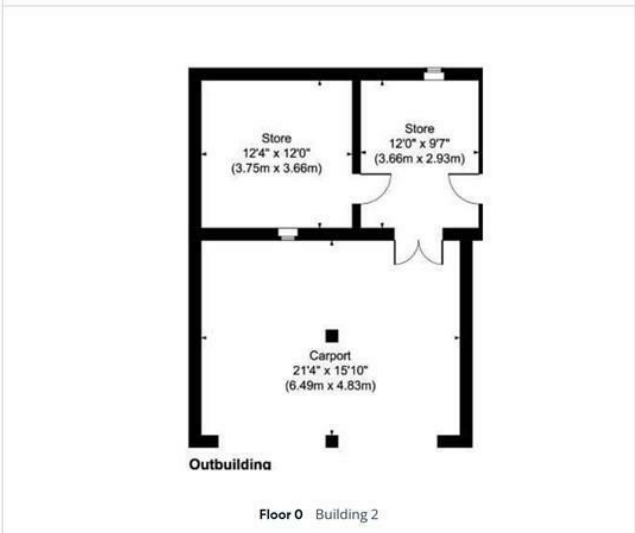 Store
12'4" x 12'0"
(3.75m x 3.66m)
Store
12'0" x 9'7"
(3.66m x 2.93m)
Carport
21'4" x 15'10"
(6.49m x 4.83m)
Outbuilding
Floor 0 Building 2